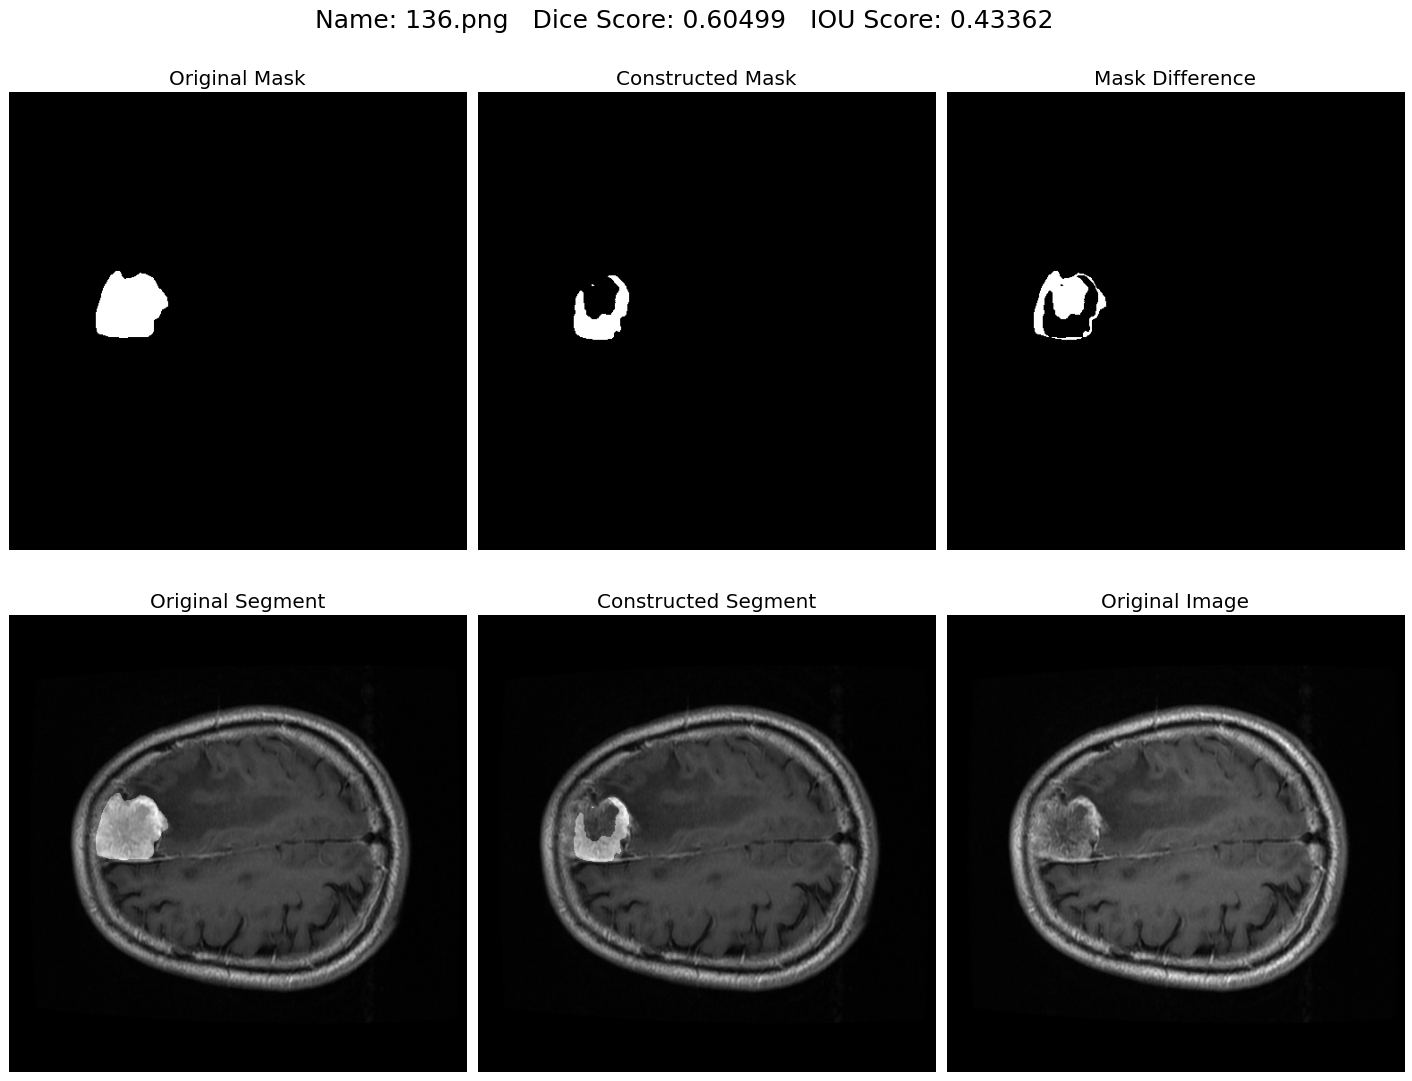 Name: 136.png   Dice Score: 0.60499   IOU Score: 0.43362
Original Mask
Constructed Mask
Mask Difference
Original Segment
Constructed Segment
Original Image